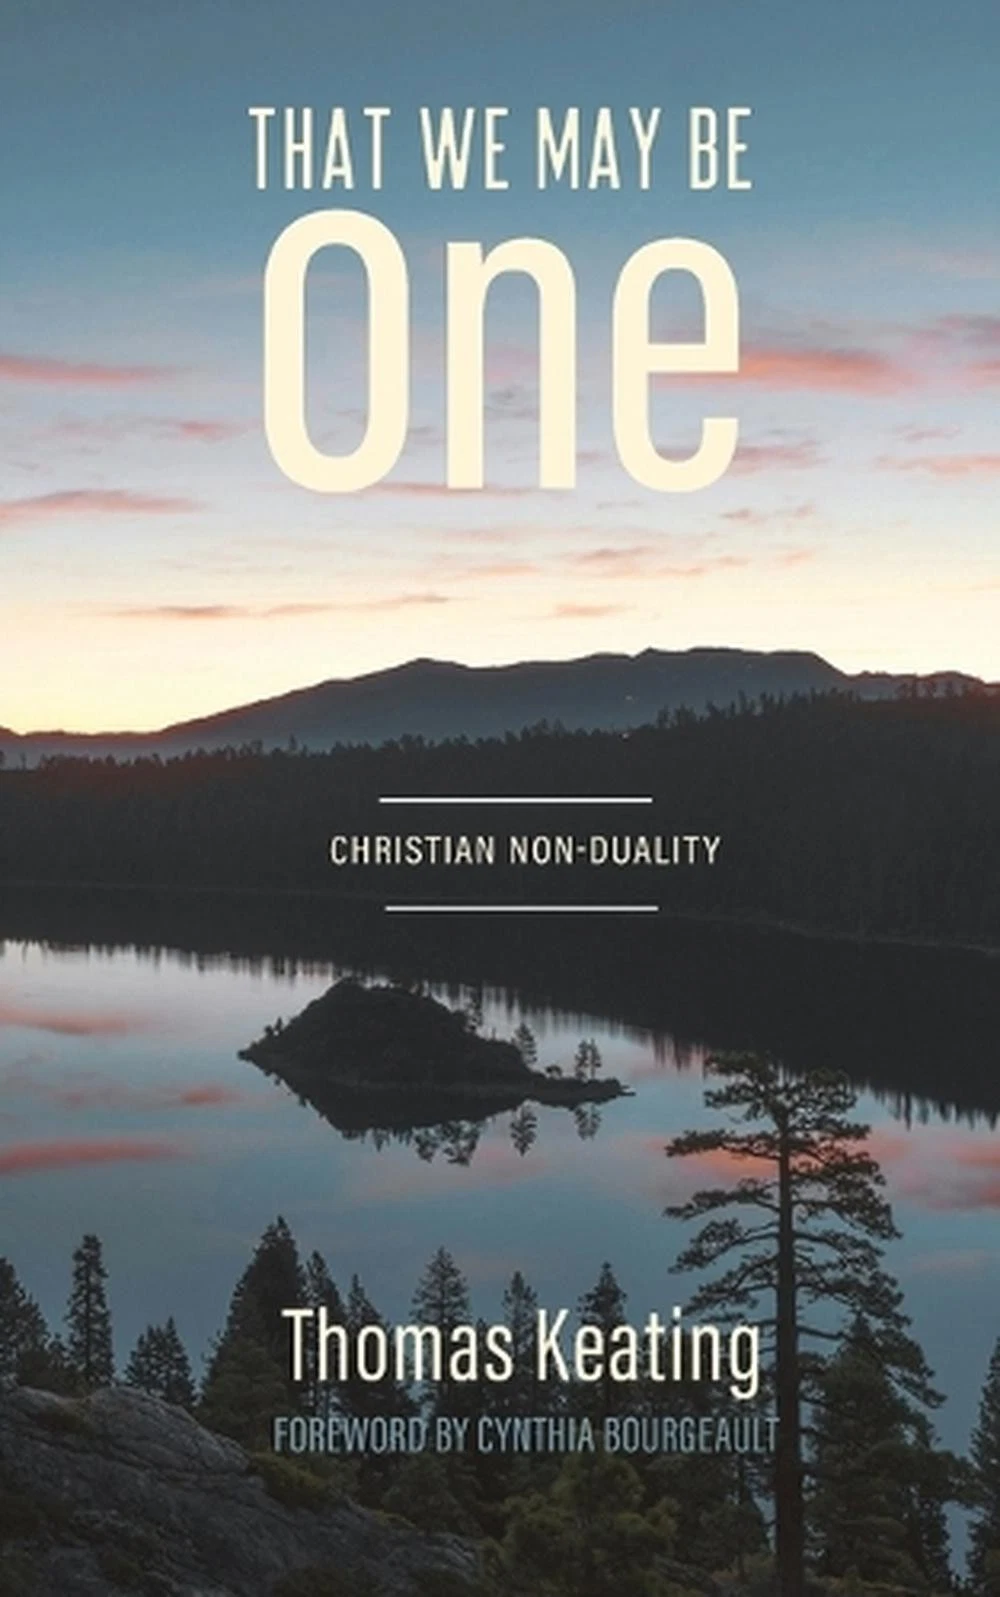 THAT WE MAY BE
One
CHRISTIAN NON-DUALITY
Thomas Keating
FOREWORD BY CYNTHIA BOURGEAULT